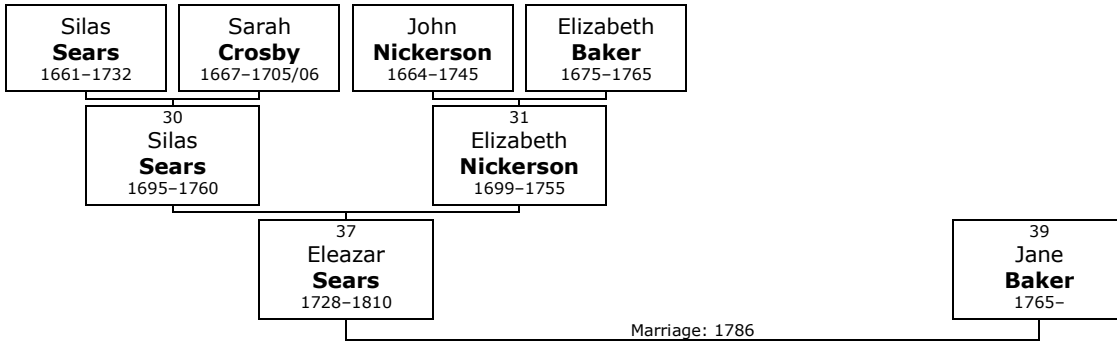 Silas
Sears
1661–1732
Sarah
Crosby
1667–1705/06
John
Nickerson
1664–1745
Elizabeth
Baker
1675–1765
30
Silas
Sears
1695–1760
31
Elizabeth
Nickerson
1699–1755
37
Eleazar
Sears
1728–1810
39
Jane
Baker
1765–
Marriage: 1786